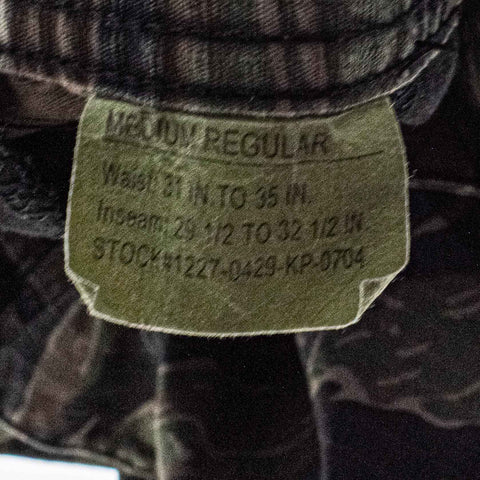 MEDIUM REGULAR
Waist: 31 IN. TO 35 IN.
Inseam: 29 1/2 TO 32 1/2 IN.
STOCK#1227-0429-KP-0704